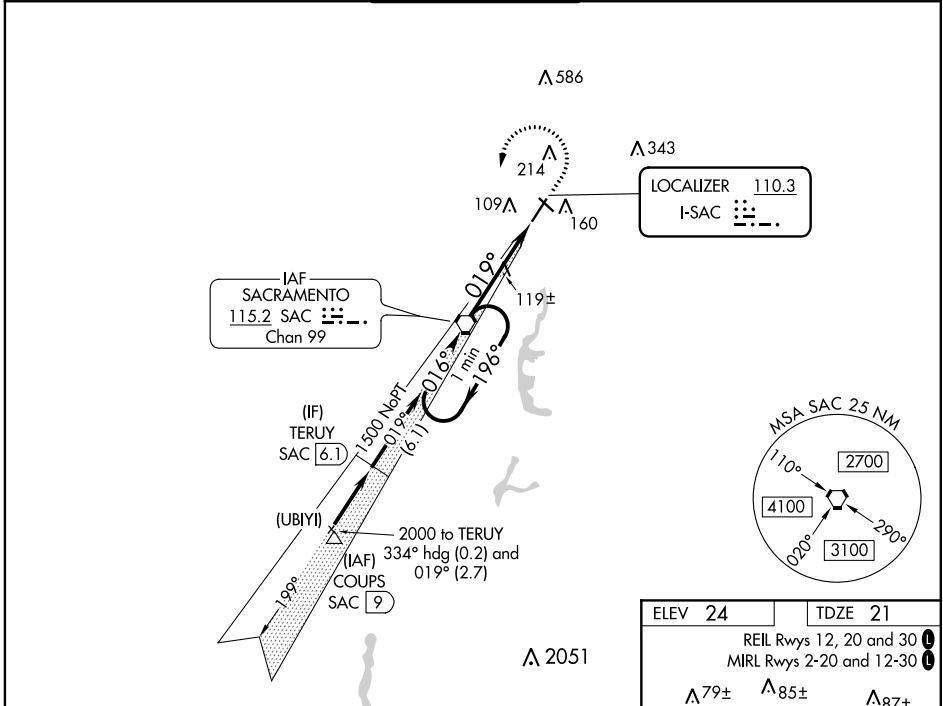 586
214
343
109
160
LOCALIZER 110.3
I-SAC
019°
119±
IAF
SACRAMENTO
115.2 SAC
Chan 99
016°
1 min
196°
1500 NoPT
019°
(6.1)
(IF)
TERUY
SAC 6.1
(UBIYI)
2000 to TERUY
334° hdg (0.2) and
019° (2.7)
(IAF)
COUPS
SAC 9
199°
2051
MSA SAC 25 NM
110°
2700
4100
290°
020°
3100
ELEV 24 TDZE 21
REIL Rwys 12, 20 and 30 L
MIRL Rwys 2-20 and 12-30 L
79± 85± 87±